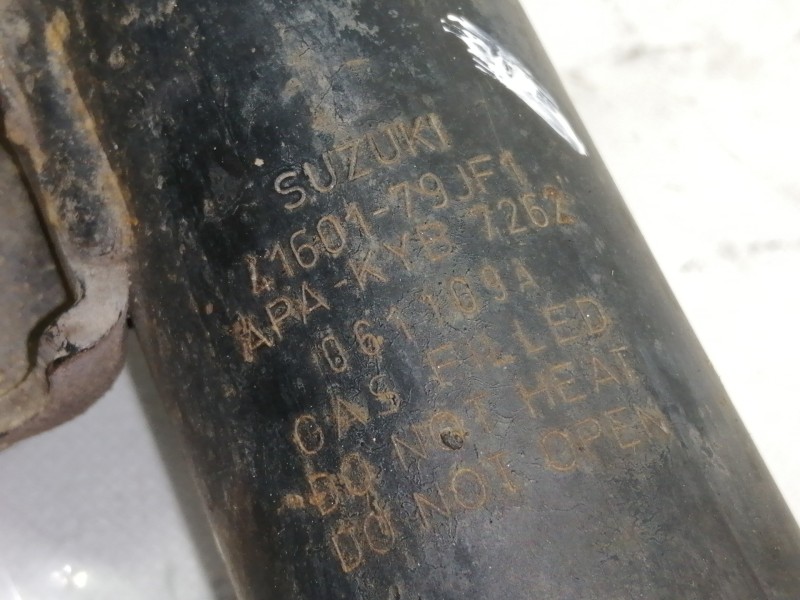 SUZUKI
41601-79JF1
APA-KYB 7262
061109A
GAS FILLED
DO NOT HEAT
DO NOT OPEN